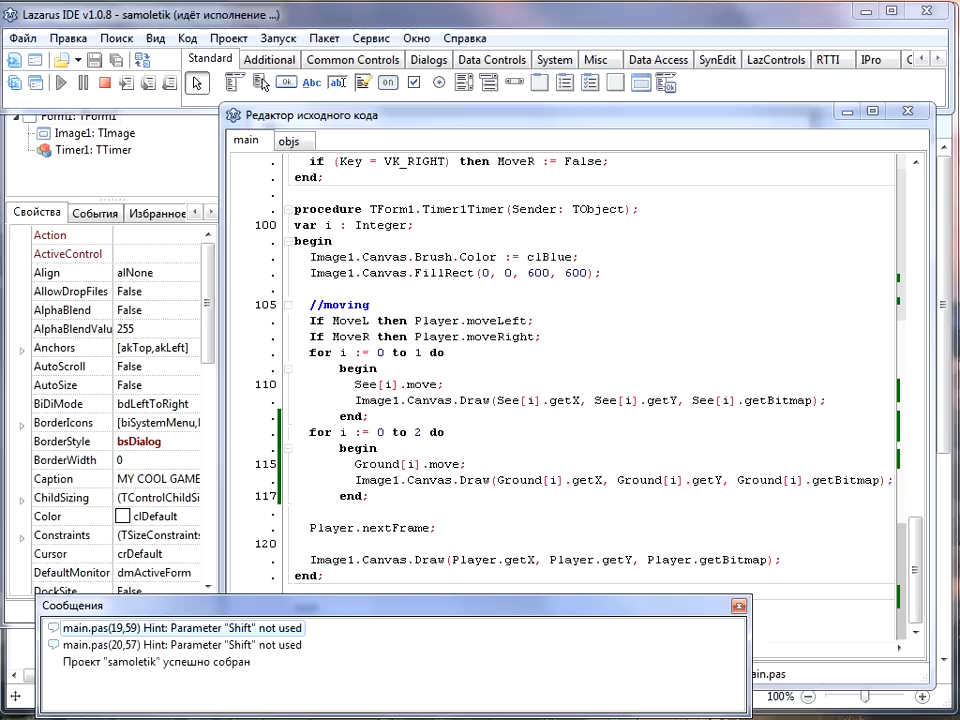 Lazarus IDE v1.0.8 - samoletik (идёт исполнение ...)
Файл Правка Поиск Вид Код Проект Запуск Пакет Сервис Окно Справка
Standard Additional Common Controls Dialogs Data Controls System Misc Data Access SynEdit LazControls RTTI IPro
Ok Abc ab on
Form1: TForm1
Image1: TImage
Timer1: TTimer
Свойства События Избранное
Action
ActiveControl
Align alNone
AllowDropFiles False
AlphaBlend False
AlphaBlendValu 255
Anchors [akTop,akLeft]
AutoScroll False
AutoSize False
BiDiMode bdLeftToRight
BorderIcons [biSystemMenu,
BorderStyle bsDialog
BorderWidth 0
Caption MY COOL GAME
ChildSizing (TControlChildSi
Color clDefault
Constraints (TSizeConstraints
Cursor crDefault
DefaultMonitor dmActiveForm
DockSite False
Редактор исходного кода
main objs
if (Key = VK_RIGHT) then MoveR := False;
end;
procedure TForm1.Timer1Timer(Sender: TObject);
100 var i : Integer;
begin
Image1.Canvas.Brush.Color := clBlue;
Image1.Canvas.FillRect(0, 0, 600, 600);
105 //moving
If MoveL then Player.moveLeft;
If MoveR then Player.moveRight;
for i := 0 to 1 do
begin
110 See[i].move;
Image1.Canvas.Draw(See[i].getX, See[i].getY, See[i].getBitmap);
end;
for i := 0 to 2 do
begin
115 Ground[i].move;
Image1.Canvas.Draw(Ground[i].getX, Ground[i].getY, Ground[i].getBitmap);
117 end;
Player.nextFrame;
120
Image1.Canvas.Draw(Player.getX, Player.getY, Player.getBitmap);
end;
Сообщения
main.pas(19,59) Hint: Parameter "Shift" not used
main.pas(20,57) Hint: Parameter "Shift" not used
Проект "samoletik" успешно собран
ain.pas
100%